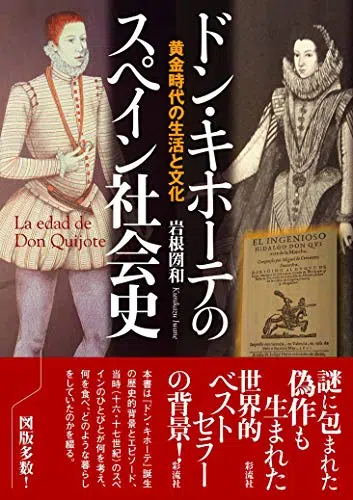 ドン・キホーテの
スペイン社会史
黄金時代の生活と文化
岩根圀和
Kunikazu Iwane
La edad de
Don Quijote
EL INGENIOSO
HIDALGO DON QVI
謎に包まれた
偽作も
生まれた
世界的
ベスト
セラー
の背景!
彩流社
本書は『ドン・キホーテ』誕生
の歴史的背景とエピソード、
当時(十六・十七世紀)のスペ
インのひとびとが何を考え、
何を食べ、どのような暮らし
をしていたのかを綴る。
図版多数!
彩流社